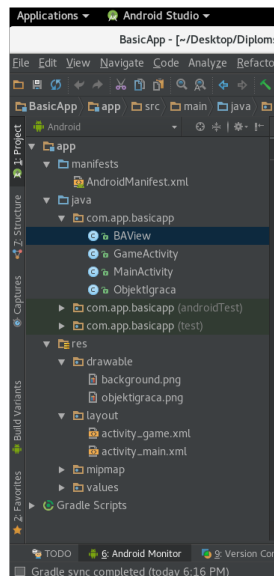 Applications Android Studio
BasicApp - [~/Desktop/Diploms
File Edit View Navigate Code Analyze Refacto
BasicApp app src main java
Android
1: Project
app
manifests
AndroidManifest.xml
java
com.app.basicapp
BAView
GameActivity
MainActivity
ObjektIgraca
com.app.basicapp (androidTest)
com.app.basicapp (test)
res
drawable
background.png
objektigraca.png
layout
activity_game.xml
activity_main.xml
mipmap
values
Gradle Scripts
7: Structure
Captures
Build Variants
2: Favorites
TODO 6: Android Monitor 9: Version Con
Gradle sync completed (today 6:16 PM)